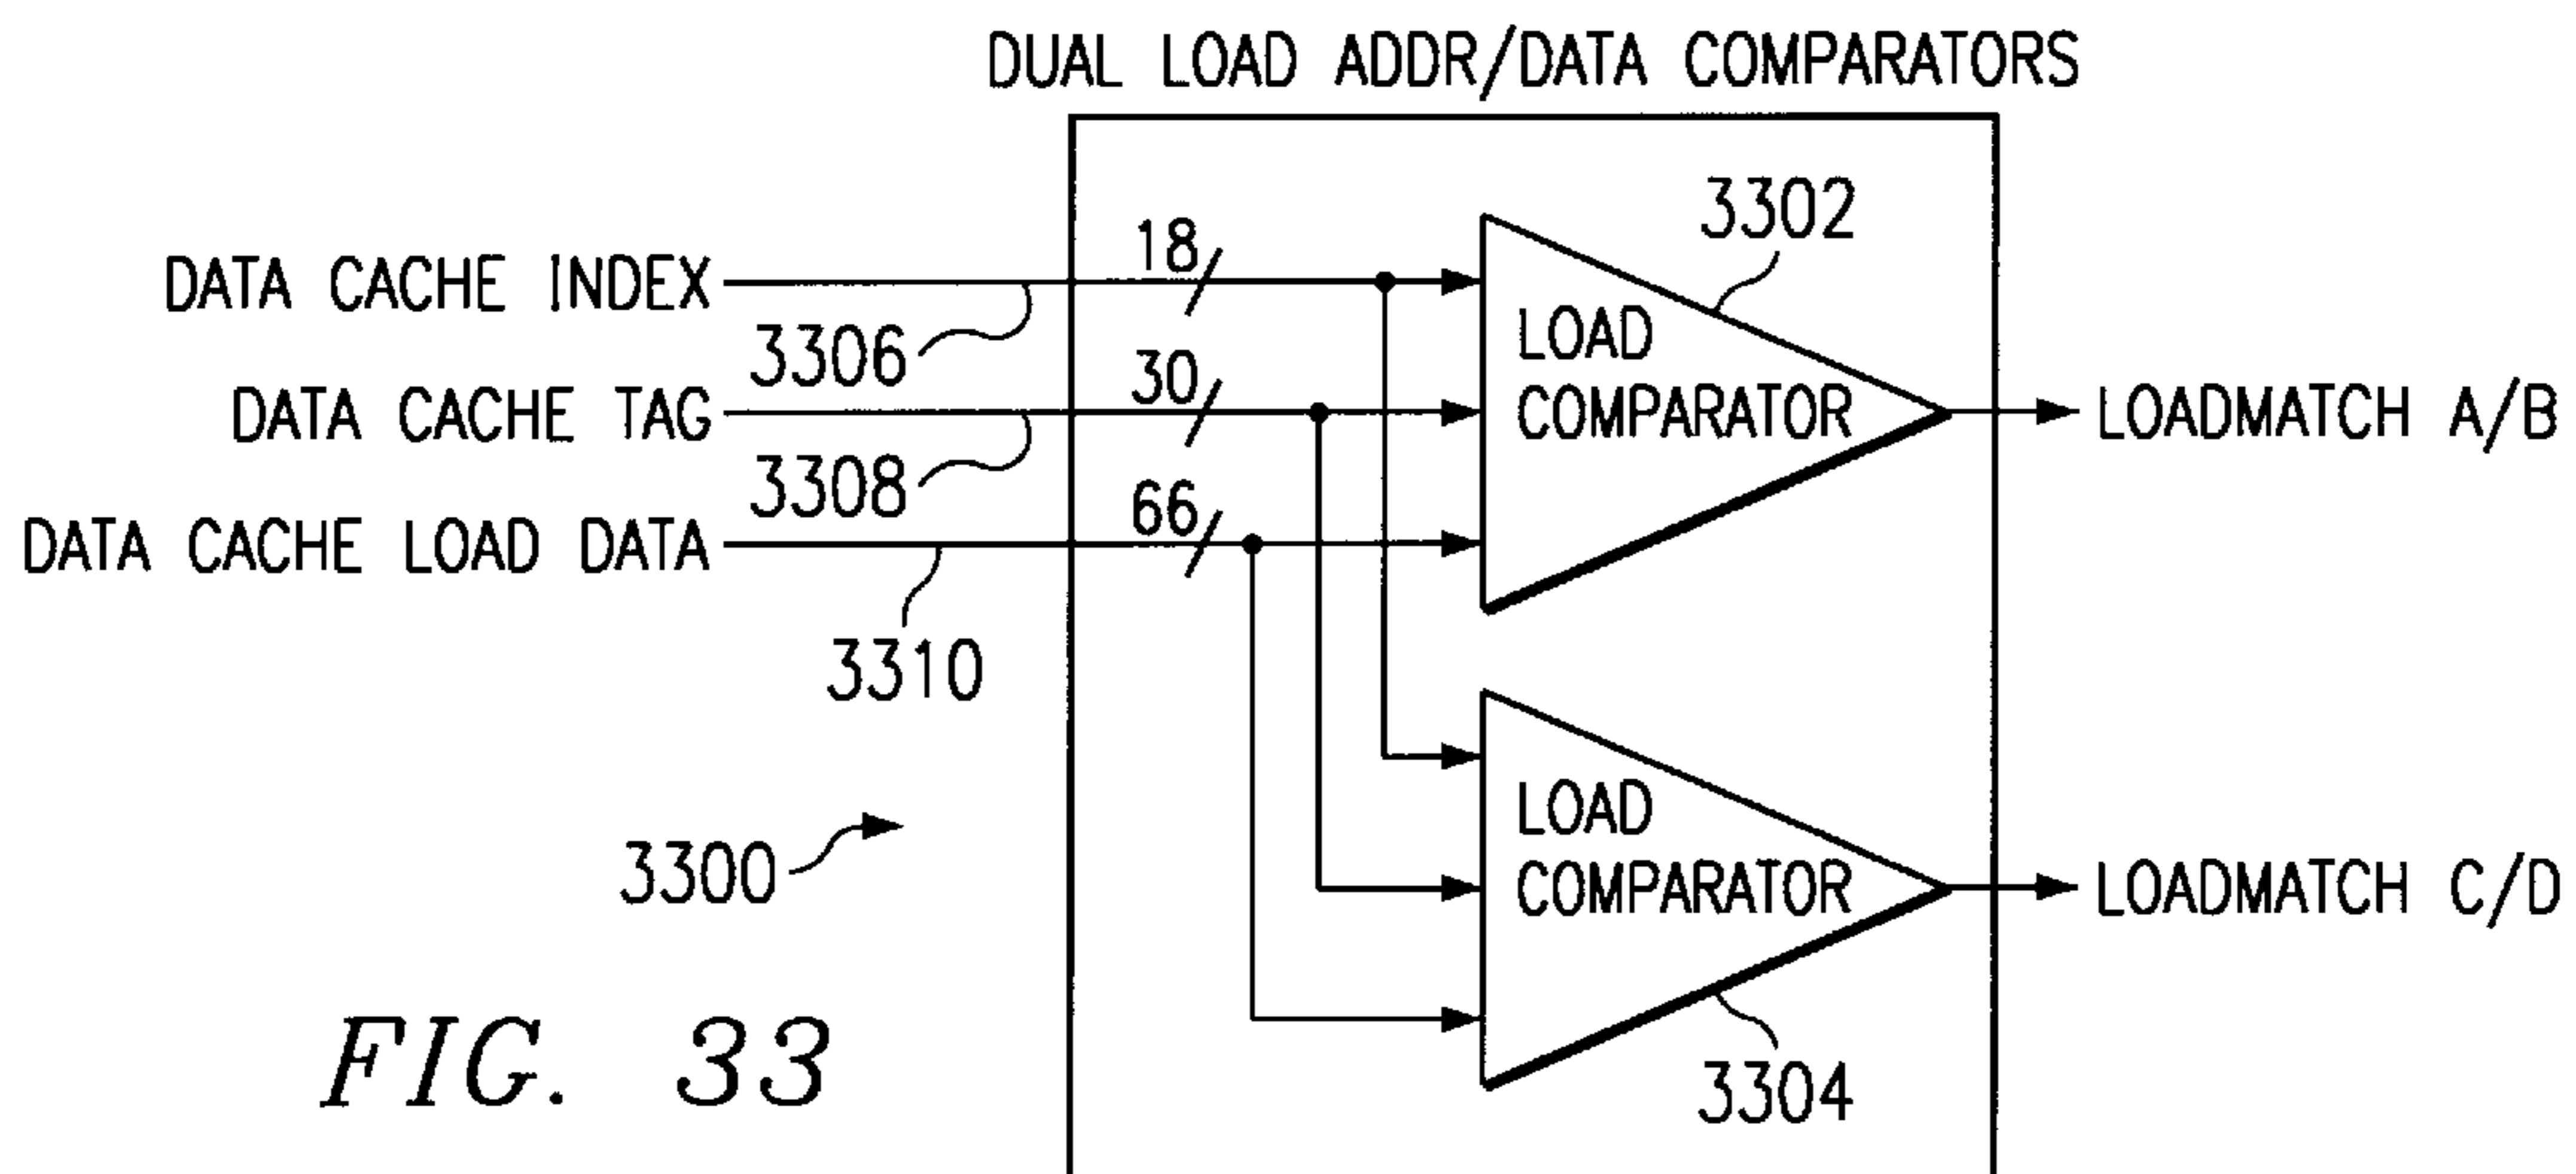 DUAL LOAD ADDR/DATA COMPARATORS
3302
18
DATA CACHE INDEX
3306
LOAD
COMPARATOR
30
DATA CACHE TAG
3308
LOADMATCH A/B
66
DATA CACHE LOAD DATA
3310
3300
LOAD
COMPARATOR
LOADMATCH C/D
3304
FIG. 33